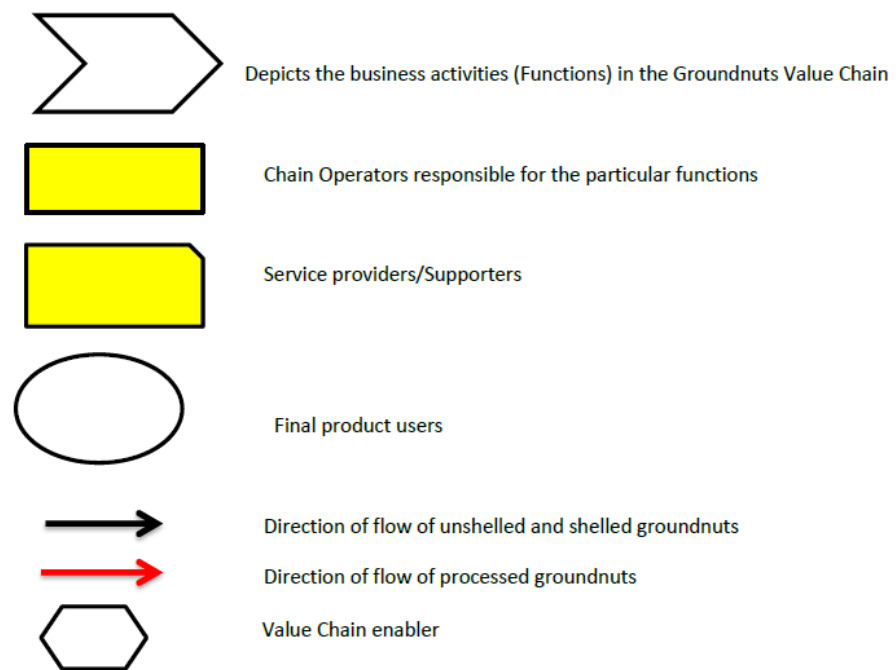 Depicts the business activities (Functions) in the Groundnuts Value Chain
Chain Operators responsible for the particular functions
Service providers/Supporters
Final product users
Direction of flow of unshelled and shelled groundnuts
Direction of flow of processed groundnuts
Value Chain enabler